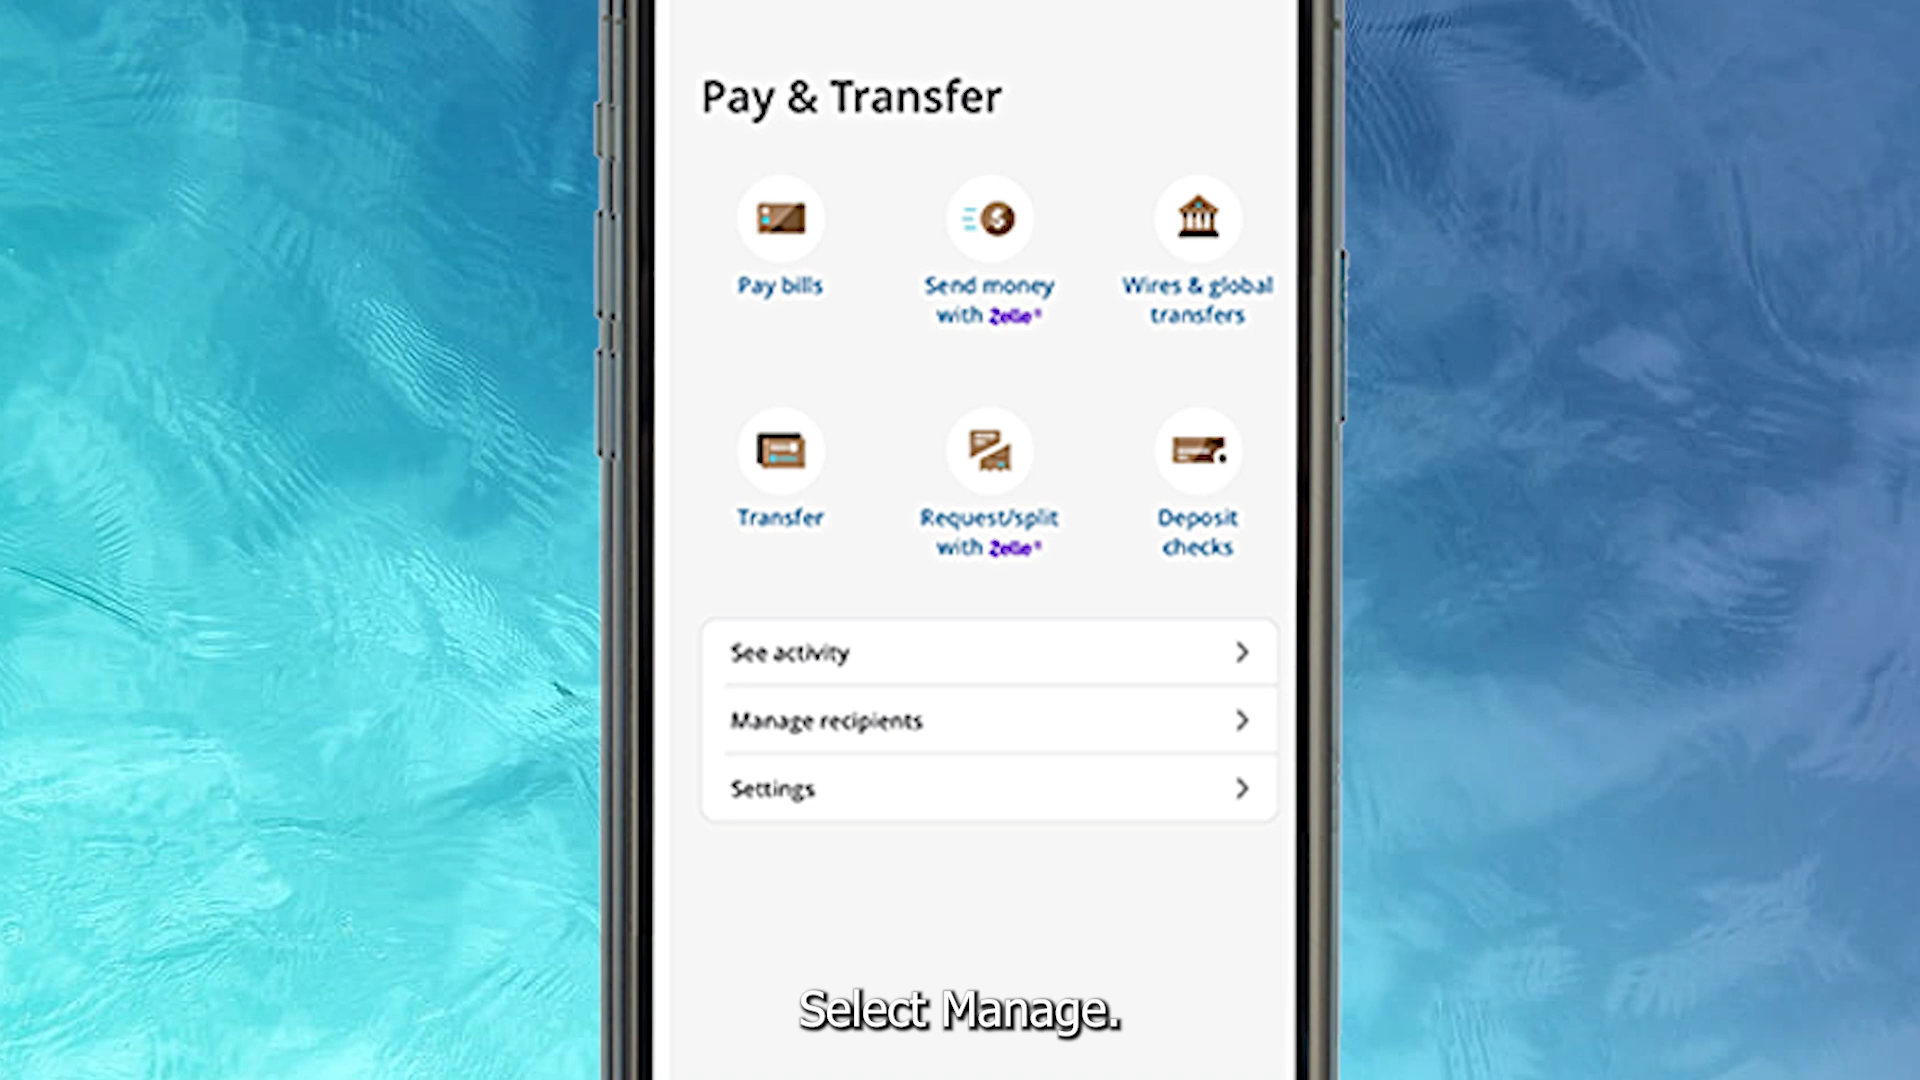 Pay & Transfer
Pay bills
Send money
with Zelle®
Wires & global
transfers
Transfer
Request/split
with Zelle®
Deposit
checks
See activity
Manage recipients
Settings
Select Manage.